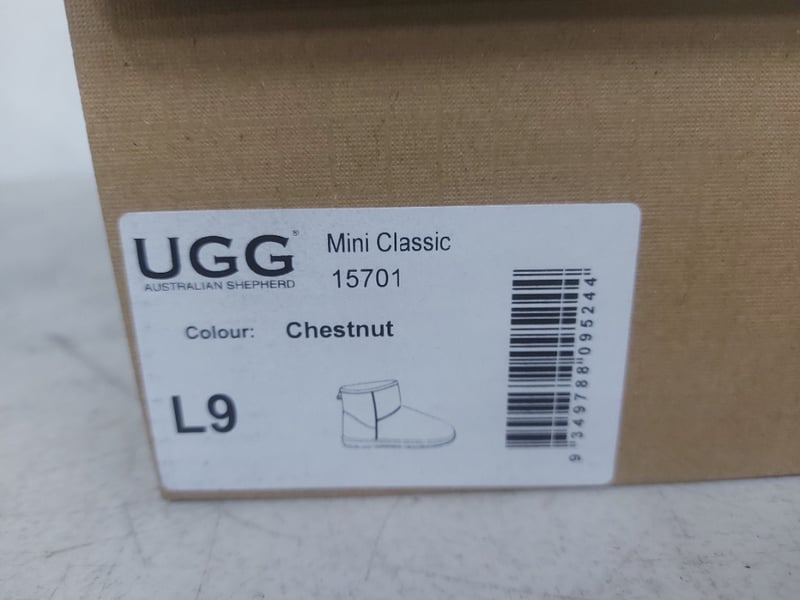 UGG®
AUSTRALIAN SHEPHERD
Mini Classic
15701
Colour: Chestnut
L9
9 349788 095244